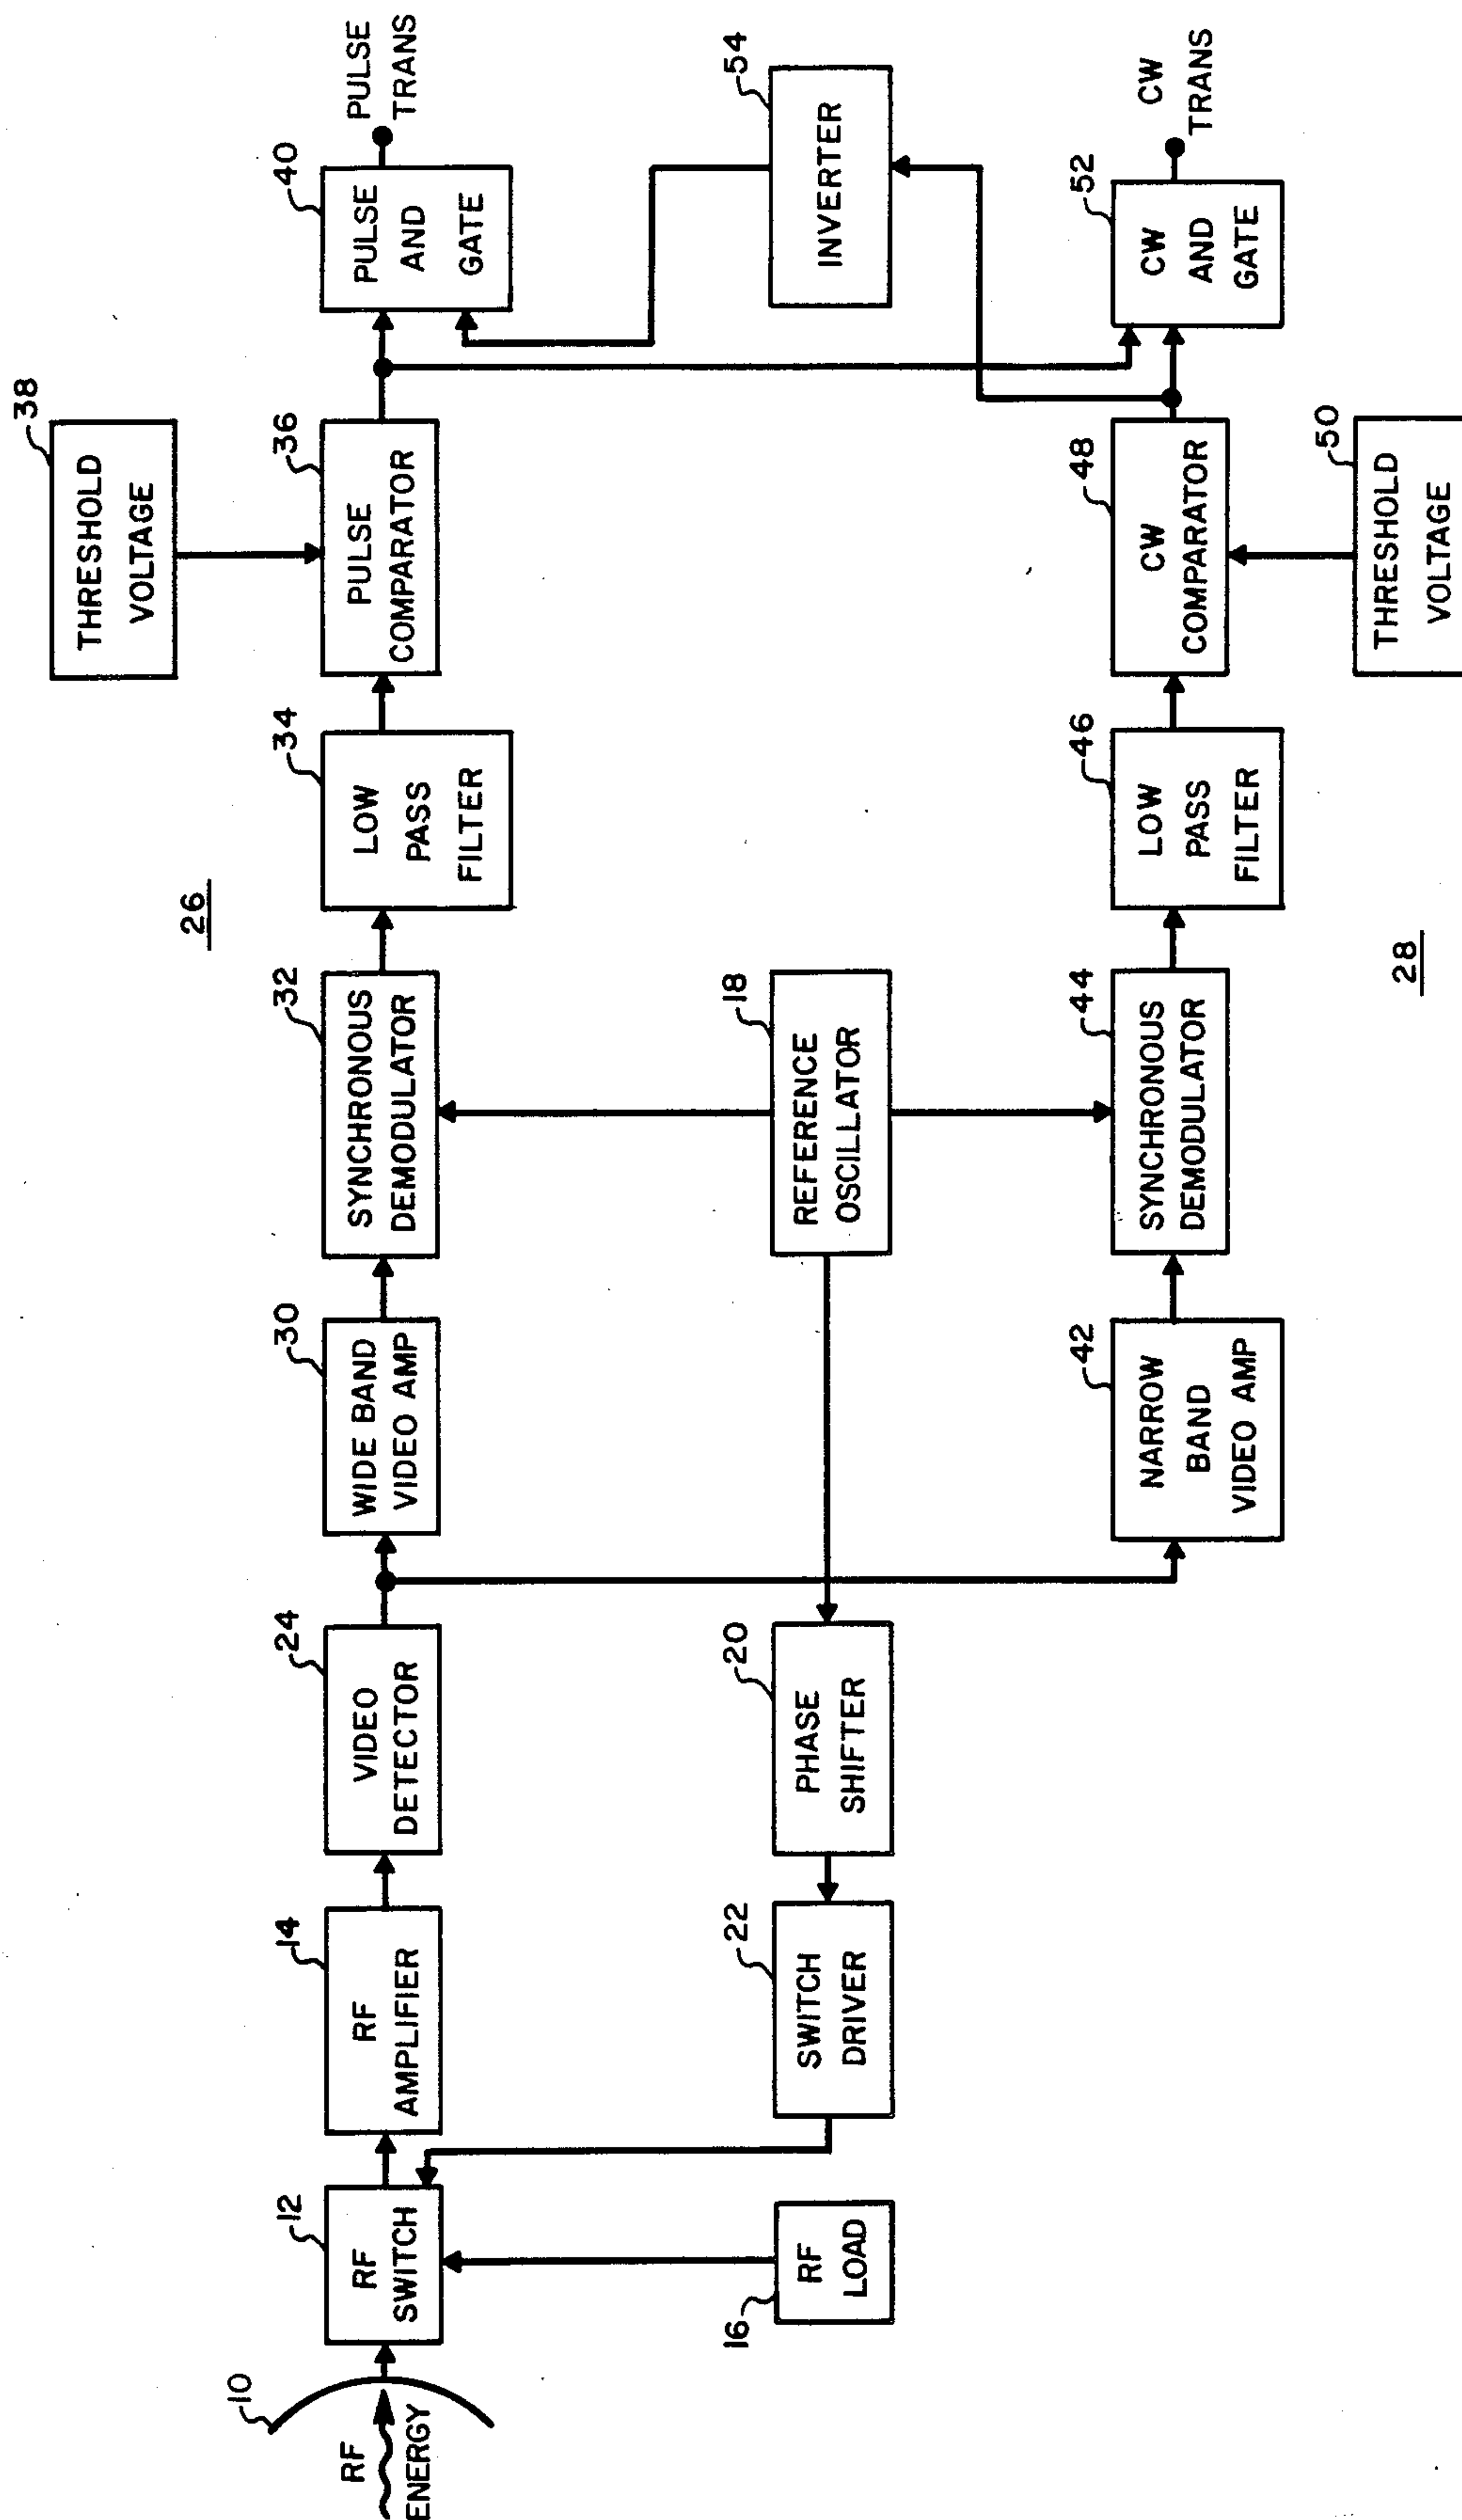 38
THRESHOLD
VOLTAGE
26
10
RF
ENERGY
12
RF
SWITCH
14
RF
AMPLIFIER
24
VIDEO
DETECTOR
30
WIDE BAND
VIDEO AMP
32
SYNCHRONOUS
DEMODULATOR
34
LOW
PASS
FILTER
36
PULSE
COMPARATOR
40
PULSE
AND
GATE
PULSE
TRANS
16
RF
LOAD
22
SWITCH
DRIVER
20
PHASE
SHIFTER
18
REFERENCE
OSCILLATOR
54
INVERTER
42
NARROW
BAND
VIDEO AMP
44
SYNCHRONOUS
DEMODULATOR
46
LOW
PASS
FILTER
48
CW
COMPARATOR
52
CW
AND
GATE
CW
TRANS
50
THRESHOLD
VOLTAGE
28